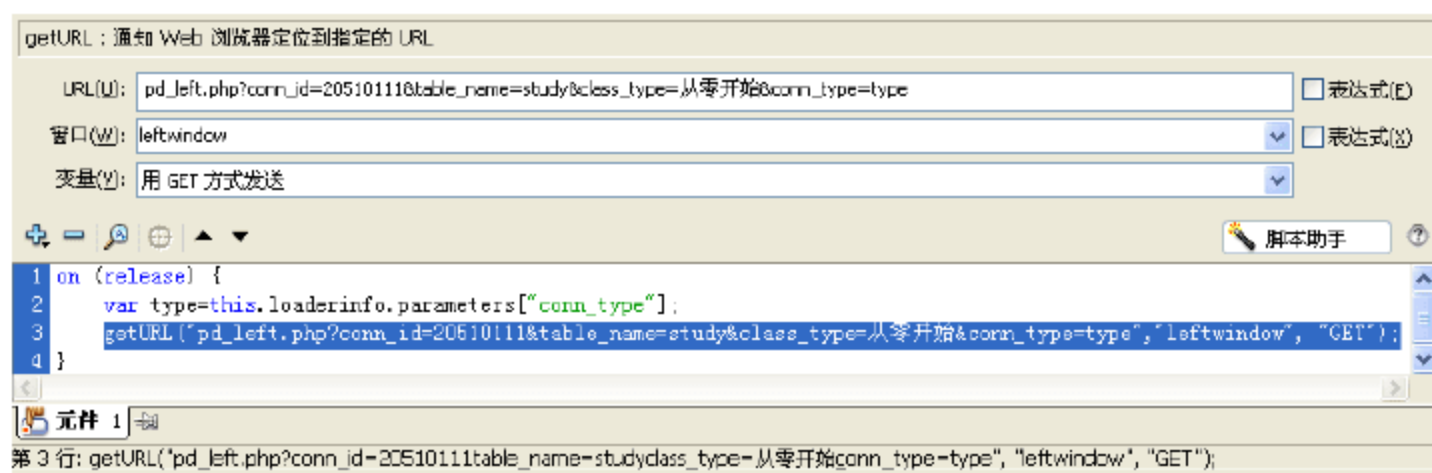 getURL：通知 Web 浏览器定位到指定的 URL
URL(U): pd_left.php?conn_id=20510111&table_name=study&class_type=从零开始&conn_type=type 表达式(E)
窗口(W): leftwindow 表达式(X)
变量(Y): 用 GET 方式发送
脚本助手
1 on (release) {
2 var type=this.loaderinfo.parameters["conn_type"];
3 getURL("pd_left.php?conn_id=20510111&table_name=study&class_type=从零开始&conn_type=type","leftwindow", "GET");
4 }
元件 1
第 3 行: getURL("pd_left.php?conn_id=20510111table_name=studyclass_type=从零开始conn_type=type", "leftwindow", "GET");